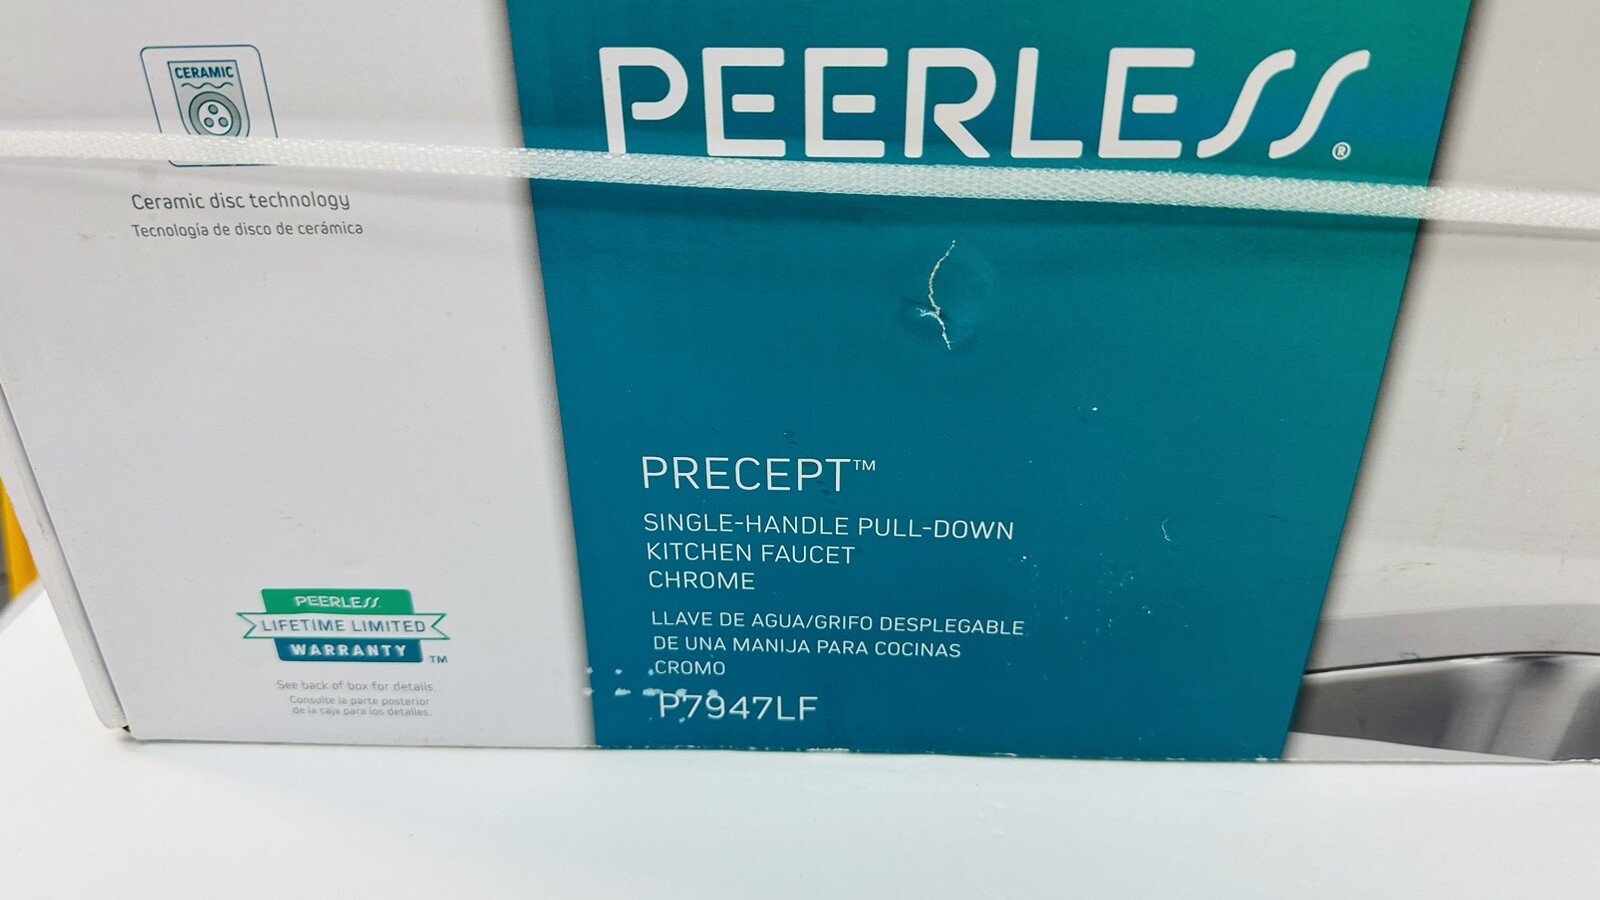 CERAMIC
Ceramic disc technology
Tecnología de disco de cerámica
PEERLESS®
PRECEPT™
SINGLE-HANDLE PULL-DOWN
KITCHEN FAUCET
CHROME
LLAVE DE AGUA/GRIFO DESPLEGABLE
DE UNA MANIJA PARA COCINAS
CROMO
P7947LF
PEERLESS
LIFETIME LIMITED
WARRANTY™
See back of box for details.
Consulte la parte posterior
de la caja para los detalles.